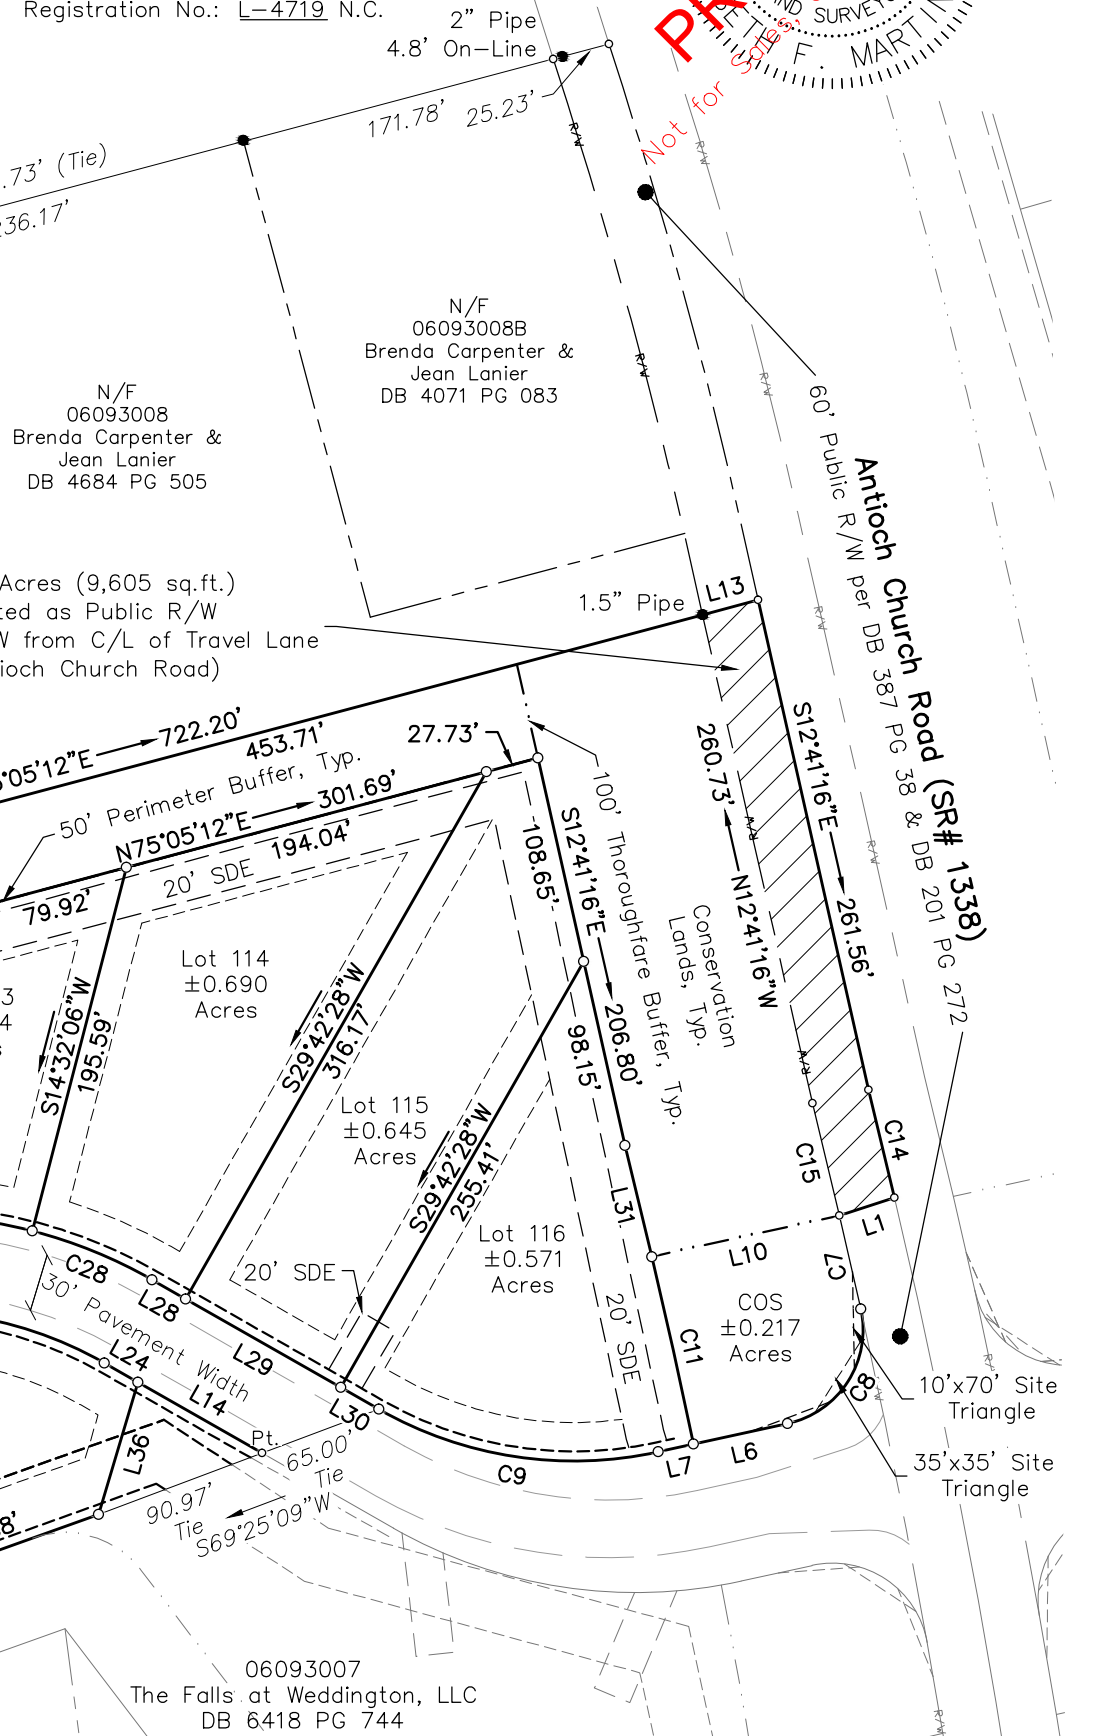 Registration No.: L-4719 N.C.
2" Pipe
4.8' On-Line
SURVEY
F. MARTIN
PR
Not for Sales,
171.78'
25.23'
.73' (Tie)
236.17'
R/W
R/W
R/W
R/W
N/F
06093008B
Brenda Carpenter &
Jean Lanier
DB 4071 PG 083
N/F
06093008
Brenda Carpenter &
Jean Lanier
DB 4684 PG 505
60' Public R/W per DB 387 PG 38 & DB 201 PG 272
Antioch Church Road (SR# 1338)
Acres (9,605 sq.ft.)
ted as Public R/W
W from C/L of Travel Lane
ioch Church Road)
1.5" Pipe
L13
R/W
°05'12"E
722.20'
453.71'
27.73'
50' Perimeter Buffer, Typ.
N75°05'12"E
301.69'
194.04'
20' SDE
79.92'
100' Thoroughfare Buffer, Typ.
S12°41'16"E
206.80'
108.65'
98.15'
260.73'
N12°41'16"W
S12°41'16"E
261.56'
R/W
R/W
R/W
Conservation
Lands, Typ.
Lot 114
±0.690
Acres
3
4
s
S14°32'06"W
195.59'
S29°42'28"W
316.17'
Lot 115
±0.645
Acres
S29°42'28"W
255.41'
Lot 116
±0.571
Acres
C14
C15
L31
L1
L10
C7
C28
L28
20' SDE
30' Pavement Width
L29
L24
L14
L30
20' SDE
C11
COS
±0.217
Acres
C8
R/W
10'x70' Site
Triangle
35'x35' Site
Triangle
L36
Pt.
65.00'
Tie
90.97'
Tie
S69°25'09"W
C9
L7
L6
8'
06093007
The Falls at Weddington, LLC
DB 6418 PG 744
R/W